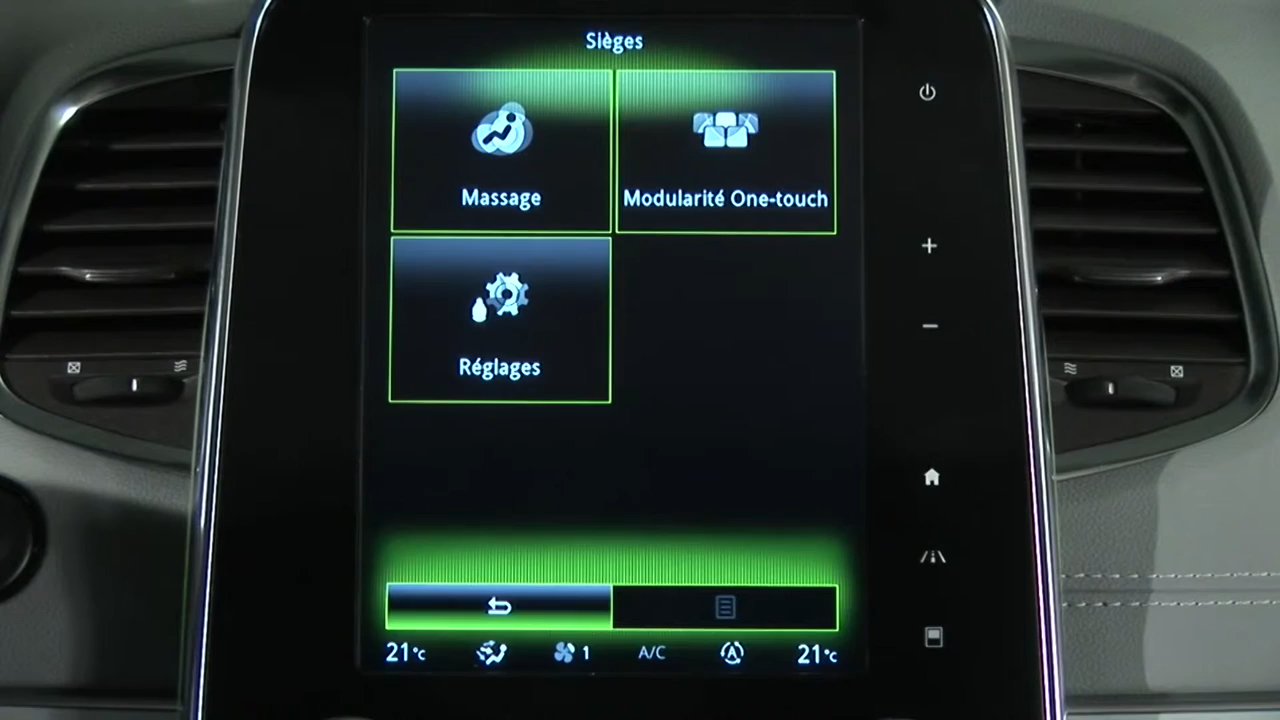 Sièges
Massage
Modularité One-touch
Réglages
21°c 1 A/C A 21°c